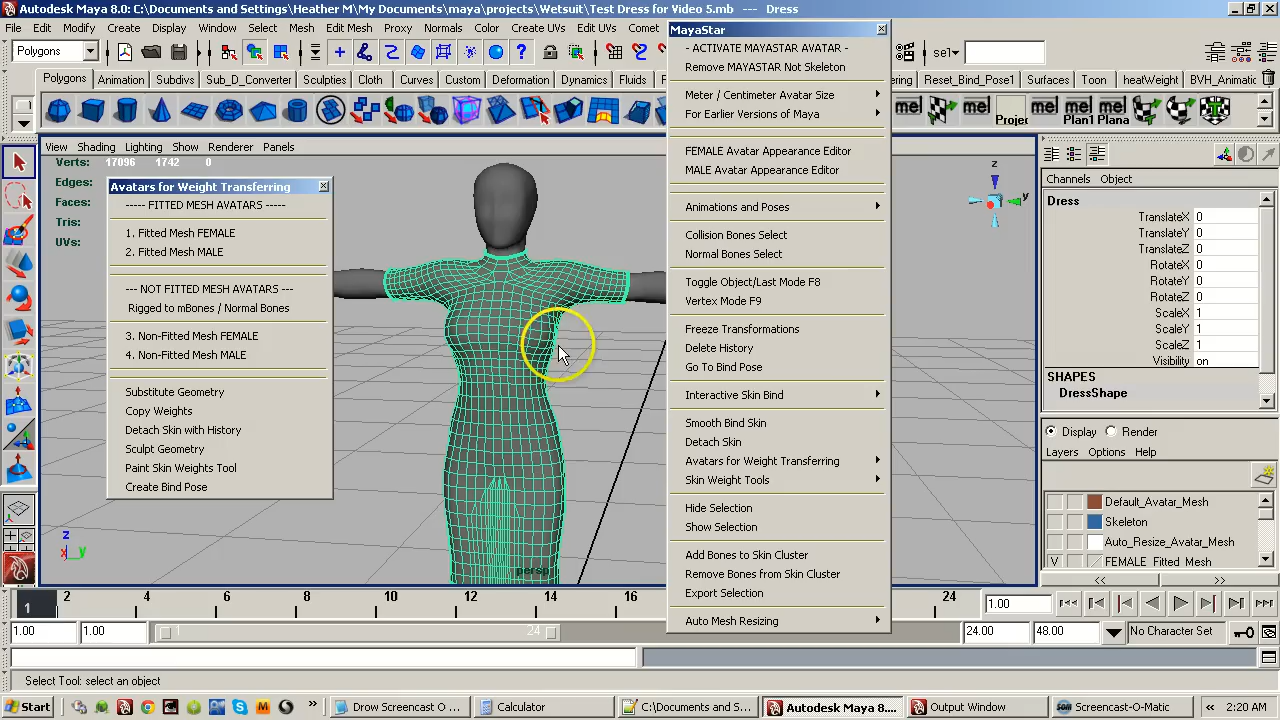 Autodesk Maya 8.0: C:\Documents and Settings\Heather M\My Documents\maya\projects\Wetsuit\Test Dress for Video 5.mb --- Dress
File Edit Modify Create Display Window Select Mesh Edit Mesh Proxy Normals Color Create UVs Edit UVs Comet
Polygons
sel
Polygons Animation Subdivs Sub_D_Converter Sculpties Cloth Curves Custom Deformation Dynamics Fluids
ering Reset_Bind_Pose1 Surfaces Toon heatWeight BVH_Animatic
mel mel Projec mel mel mel
Plan1 Plana
View Shading Lighting Show Renderer Panels
Verts: 17096 1742 0
Edges:
Faces:
Tris:
UVs:
Avatars for Weight Transferring
----- FITTED MESH AVATARS -----
1. Fitted Mesh FEMALE
2. Fitted Mesh MALE
--- NOT FITTED MESH AVATARS ---
Rigged to mBones / Normal Bones
3. Non-Fitted Mesh FEMALE
4. Non-Fitted Mesh MALE
Substitute Geometry
Copy Weights
Detach Skin with History
Sculpt Geometry
Paint Skin Weights Tool
Create Bind Pose
z
x y
persp
MayaStar
- ACTIVATE MAYASTAR AVATAR -
Remove MAYASTAR Not Skeleton
Meter / Centimeter Avatar Size
For Earlier Versions of Maya
FEMALE Avatar Appearance Editor
MALE Avatar Appearance Editor
Animations and Poses
Collision Bones Select
Normal Bones Select
Toggle Object/Last Mode F8
Vertex Mode F9
Freeze Transformations
Delete History
Go To Bind Pose
Interactive Skin Bind
Smooth Bind Skin
Detach Skin
Avatars for Weight Transferring
Skin Weight Tools
Hide Selection
Show Selection
Add Bones to Skin Cluster
Remove Bones from Skin Cluster
Export Selection
Auto Mesh Resizing
z
y
Channels Object
Dress
TranslateX 0
TranslateY 0
TranslateZ 0
RotateX 0
RotateY 0
RotateZ 0
ScaleX 1
ScaleY 1
ScaleZ 1
Visibility on
SHAPES
DressShape
Display Render
Layers Options Help
Default_Avatar_Mesh
Skeleton
Auto_Resize_Avatar_Mesh
V FEMALE_Fitted_Mesh
1 2 4 6 8 10 12 14 16 24 1.00
1.00 1.00 1 24 24.00 48.00 No Character Set
Select Tool: select an object
Start Drow Screencast O ... Calculator C:\Documents and S... Autodesk Maya 8.... Output Window Screencast-O-Matic 2:20 AM